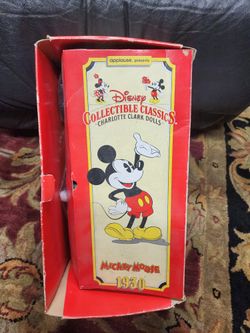 applause presents
Disney
COLLECTIBLE CLASSICS
CHARLOTTE CLARK DOLLS
MICKEY MOUSE
1930